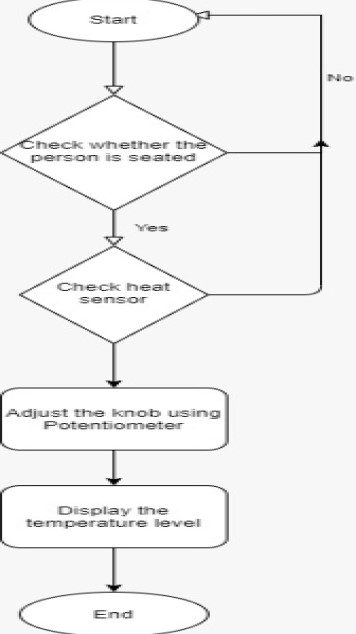 Start
No
Check whether the
person is seated
Yes
Check heat
sensor
Adjust the knob using
Potentiometer
Display the
temperature level
End